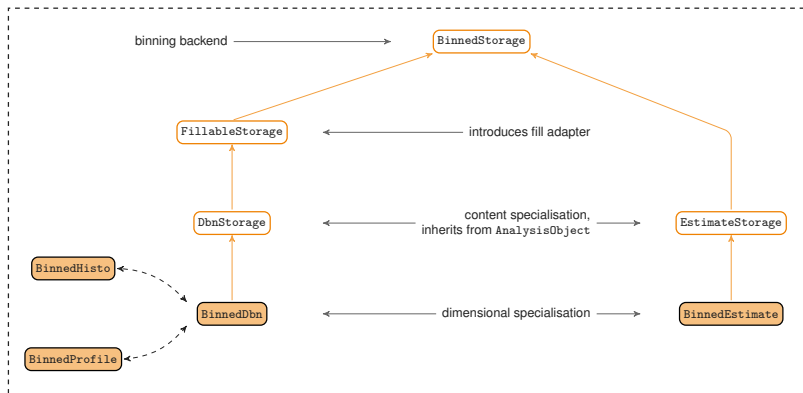 binning backend
BinnedStorage
FillableStorage
introduces fill adapter
DbnStorage
content specialisation,
inherits from AnalysisObject
EstimateStorage
BinnedHisto
BinnedDbn
dimensional specialisation
BinnedEstimate
BinnedProfile